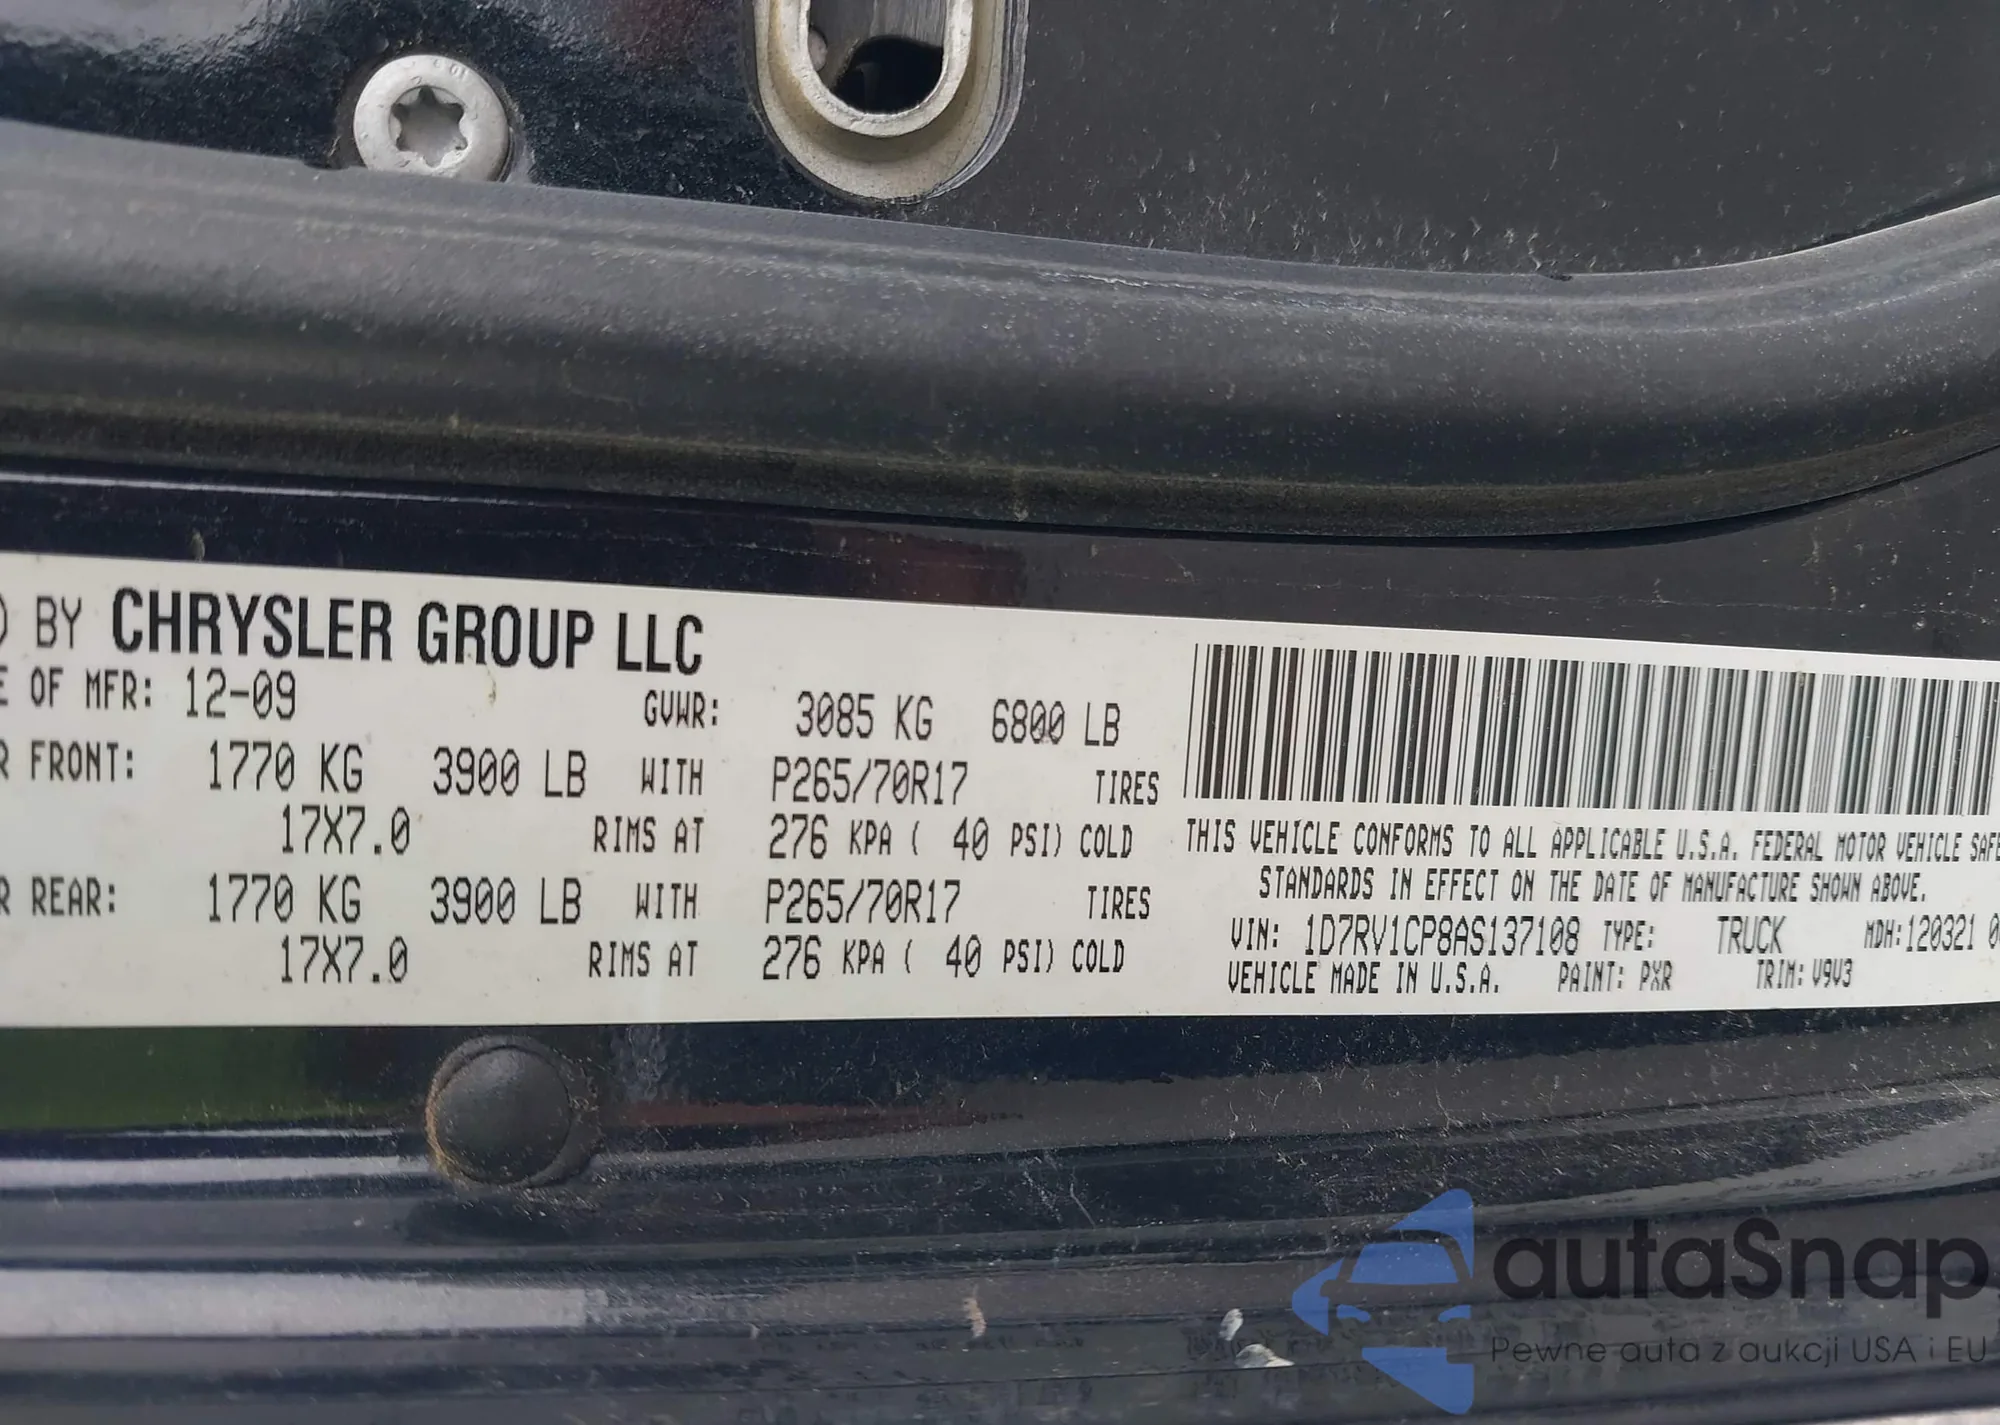 ) BY CHRYSLER GROUP LLC
E OF MFR: 12-09 GVWR: 3085 KG 6800 LB
R FRONT: 1770 KG 3900 LB WITH P265/70R17 TIRES
17X7.0 RIMS AT 276 KPA ( 40 PSI) COLD
R REAR: 1770 KG 3900 LB WITH P265/70R17 TIRES
17X7.0 RIMS AT 276 KPA ( 40 PSI) COLD
THIS VEHICLE CONFORMS TO ALL APPLICABLE U.S.A. FEDERAL MOTOR VEHICLE SAFE
STANDARDS IN EFFECT ON THE DATE OF MANUFACTURE SHOWN ABOVE.
VIN: 1D7RV1CP8AS137108 TYPE: TRUCK MDH:120321 0
VEHICLE MADE IN U.S.A. PAINT: PXR TRIM: V9V3
autaSnap
Pewne auta z aukcji USA i EU